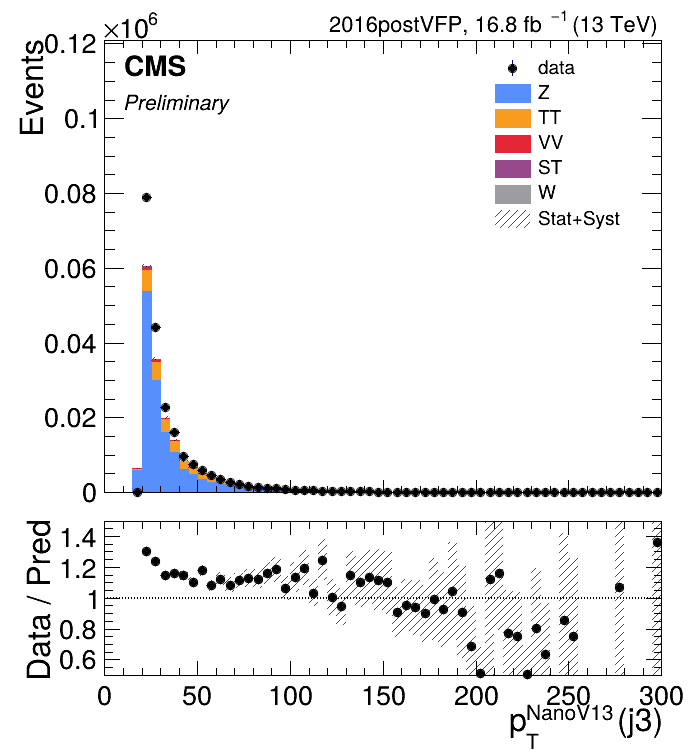 ×10^6
2016postVFP, 16.8 fb^-1 (13 TeV)
CMS
Preliminary
data
Z
TT
VV
ST
W
Stat+Syst
Events
0.12
0.1
0.08
0.06
0.04
0.02
0
Data / Pred
1.4
1.2
1
0.8
0.6
0 50 100 150 200 250 300
p_T^NanoV13(j3)